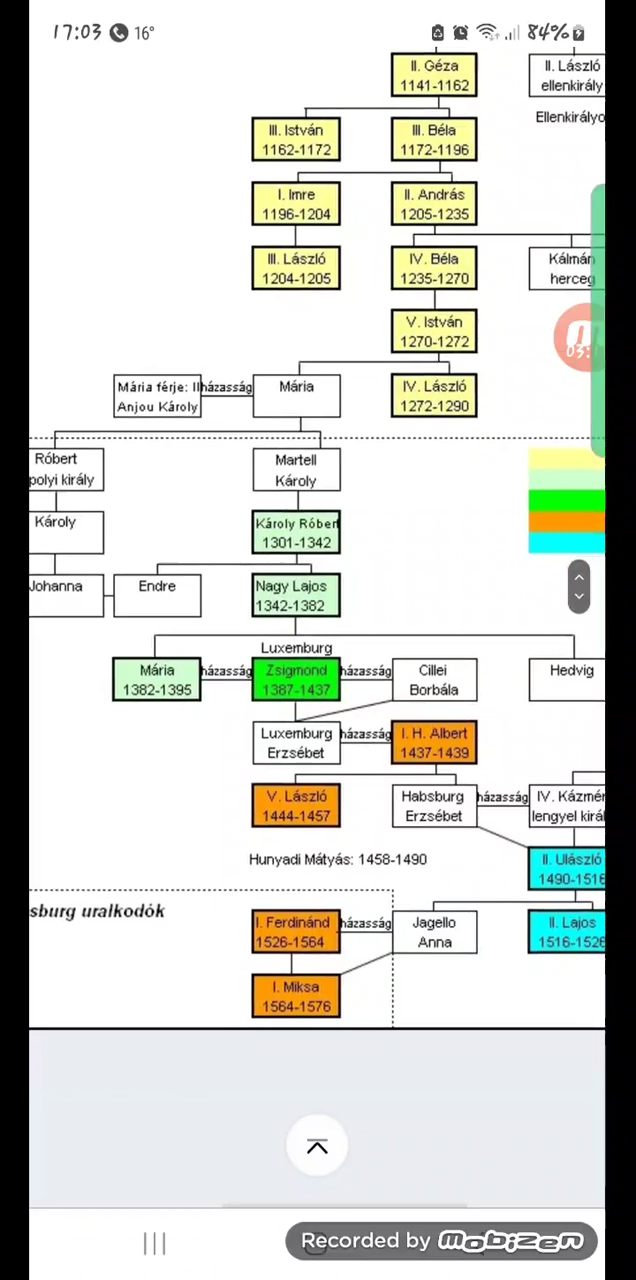 17:03 16° 84%
II. Géza
1141-1162
II. László
ellenkirály
Ellenkirályo
III. István
1162-1172
III. Béla
1172-1196
I. Imre
1196-1204
II. András
1205-1235
III. László
1204-1205
IV. Béla
1235-1270
Kálmán
herceg
V. István
1270-1272
03:
Mária férje: II
Anjou Károly
házasság
Mária
IV. László
1272-1290
Róbert
polyi király
Martell
Károly
Károly
Károly Róbert
1301-1342
Johanna
Endre
Nagy Lajos
1342-1382
Mária
1382-1395
házasság
Luxemburg
Zsigmond
1387-1437
házasság
Cillei
Borbála
Hedvig
Luxemburg
Erzsébet
házasság
I. H. Albert
1437-1439
V. László
1444-1457
Habsburg
Erzsébet
házasság
IV. Kázmér
lengyel királ
Hunyadi Mátyás: 1458-1490
II. Ulászló
1490-1516
sburg uralkodók
I. Ferdinánd
1526-1564
házasság
Jagello
Anna
II. Lajos
1516-1526
I. Miksa
1564-1576
Recorded by mobizen